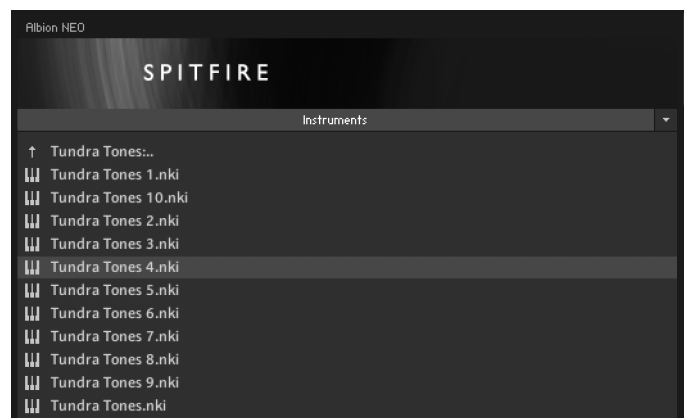 Albion NEO
SPITFIRE
Instruments
Tundra Tones:..
Tundra Tones 1.nki
Tundra Tones 10.nki
Tundra Tones 2.nki
Tundra Tones 3.nki
Tundra Tones 4.nki
Tundra Tones 5.nki
Tundra Tones 6.nki
Tundra Tones 7.nki
Tundra Tones 8.nki
Tundra Tones 9.nki
Tundra Tones.nki